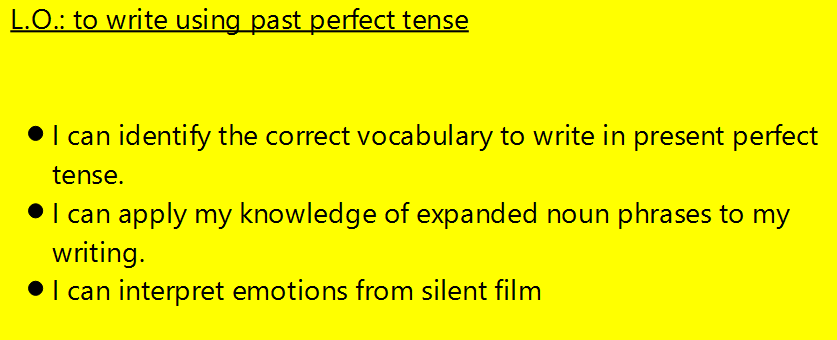 L.O.: to write using past perfect tense
● I can identify the correct vocabulary to write in present perfect
tense.
● I can apply my knowledge of expanded noun phrases to my
writing.
● I can interpret emotions from silent film